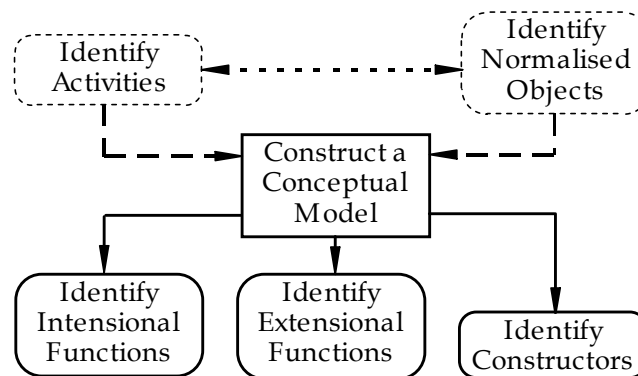 Identify
Activities
Identify
Normalised
Objects
Construct a
Conceptual
Model
Identify
Intensional
Functions
Identify
Extensional
Functions
Identify
Constructors